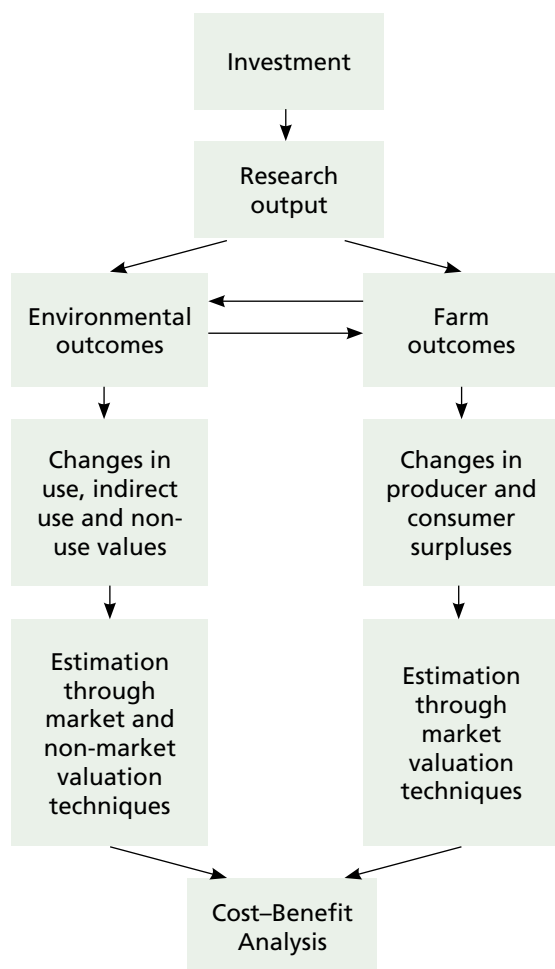 Investment
Research
output
Environmental
outcomes
Farm
outcomes
Changes in
use, indirect
use and non-
use values
Changes in
producer and
consumer
surpluses
Estimation
through
market and
non-market
valuation
techniques
Estimation
through
market
valuation
techniques
Cost–Benefit
Analysis